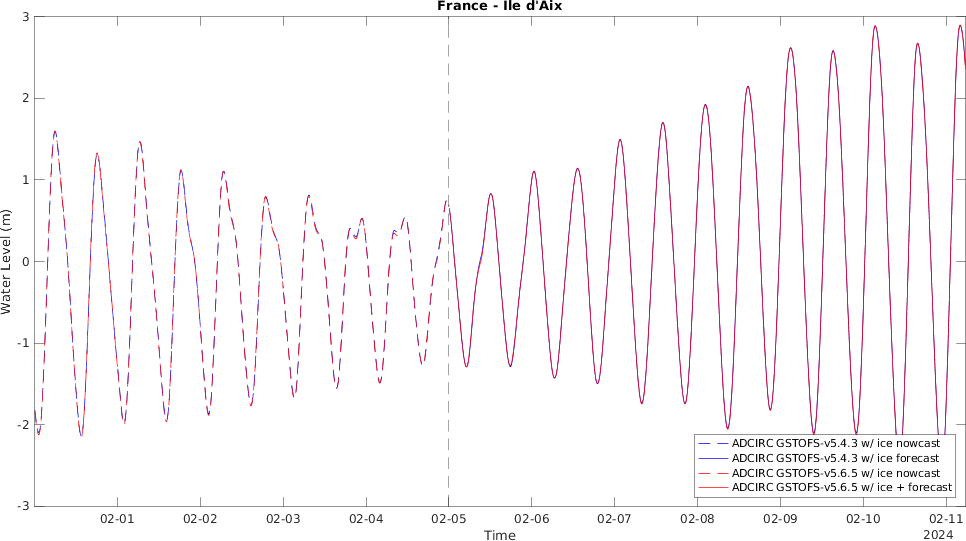 France - Ile d'Aix
Water Level (m)
3
2
1
0
-1
-2
-3
02-01
02-02
02-03
02-04
02-05
02-06
02-07
02-08
02-09
02-10
02-11
Time
2024
ADCIRC GSTOFS-v5.4.3 w/ ice nowcast
ADCIRC GSTOFS-v5.4.3 w/ ice forecast
ADCIRC GSTOFS-v5.6.5 w/ ice nowcast
ADCIRC GSTOFS-v5.6.5 w/ ice + forecast